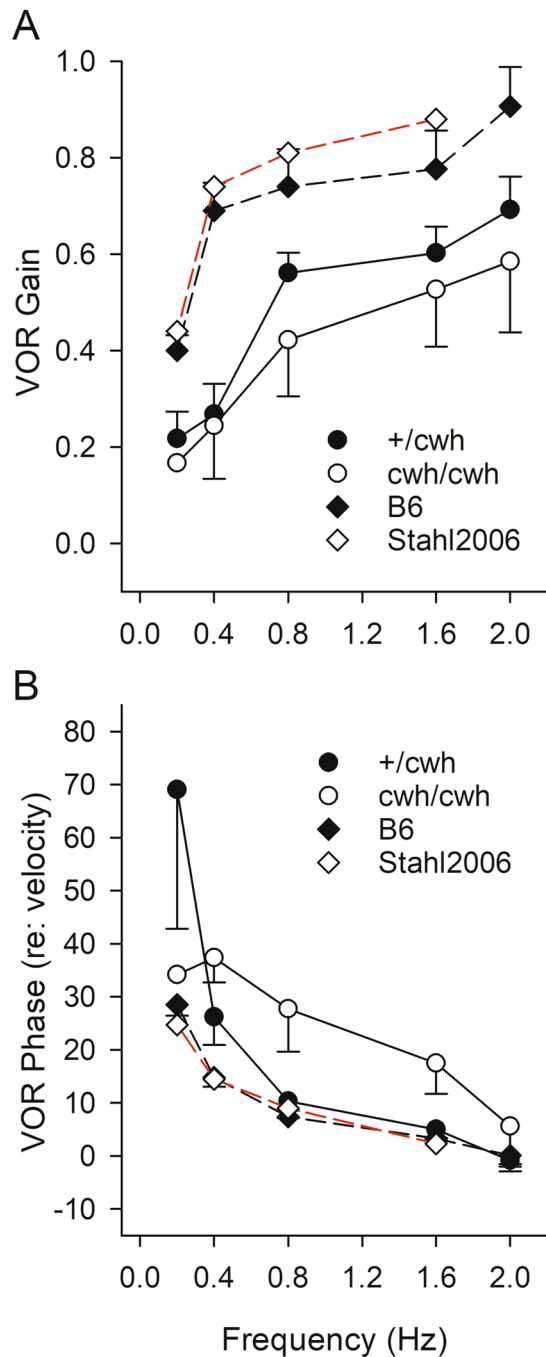 A
1.0
0.8
0.6
0.4
0.2
0.0
VOR Gain
+/cwh
cwh/cwh
B6
Stahl2006
0.0 0.4 0.8 1.2 1.6 2.0
B
80
70
60
50
40
30
20
10
0
-10
VOR Phase (re: velocity)
+/cwh
cwh/cwh
B6
Stahl2006
0.0 0.4 0.8 1.2 1.6 2.0
Frequency (Hz)